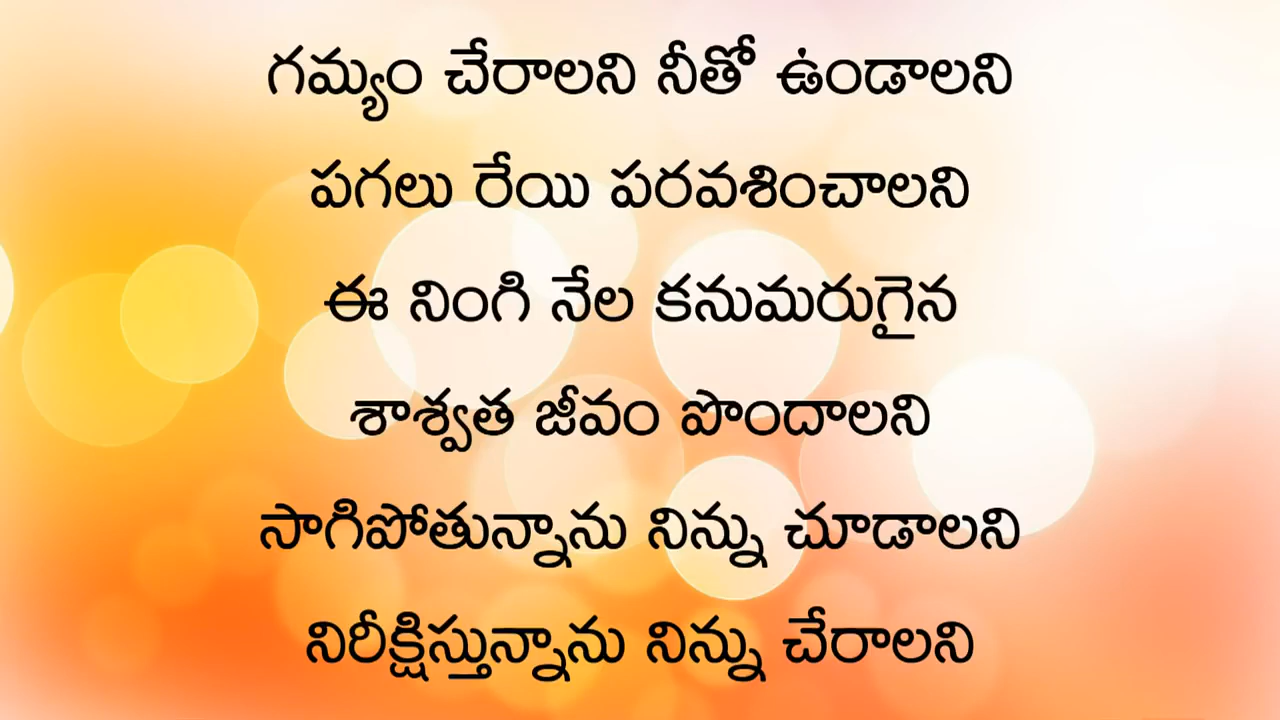 గమ్యం చేరాలని నీతో ఉండాలని
పగలు రేయి పరవశించాలని
ఈ నింగి నేల కనుమరుగైన
శాశ్వత జీవం పొందాలని
సాగిపోతున్నాను నిన్ను చూడాలని
నిరీక్షిస్తున్నాను నిన్ను చేరాలని